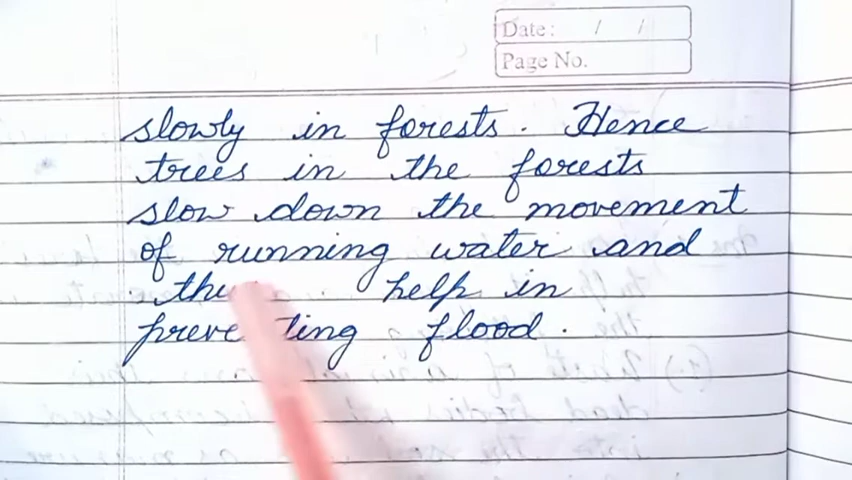 Date: / /
Page No.
slowly in forests. Hence
trees in the forests
slow down the movement
of running water and
help in
flood.